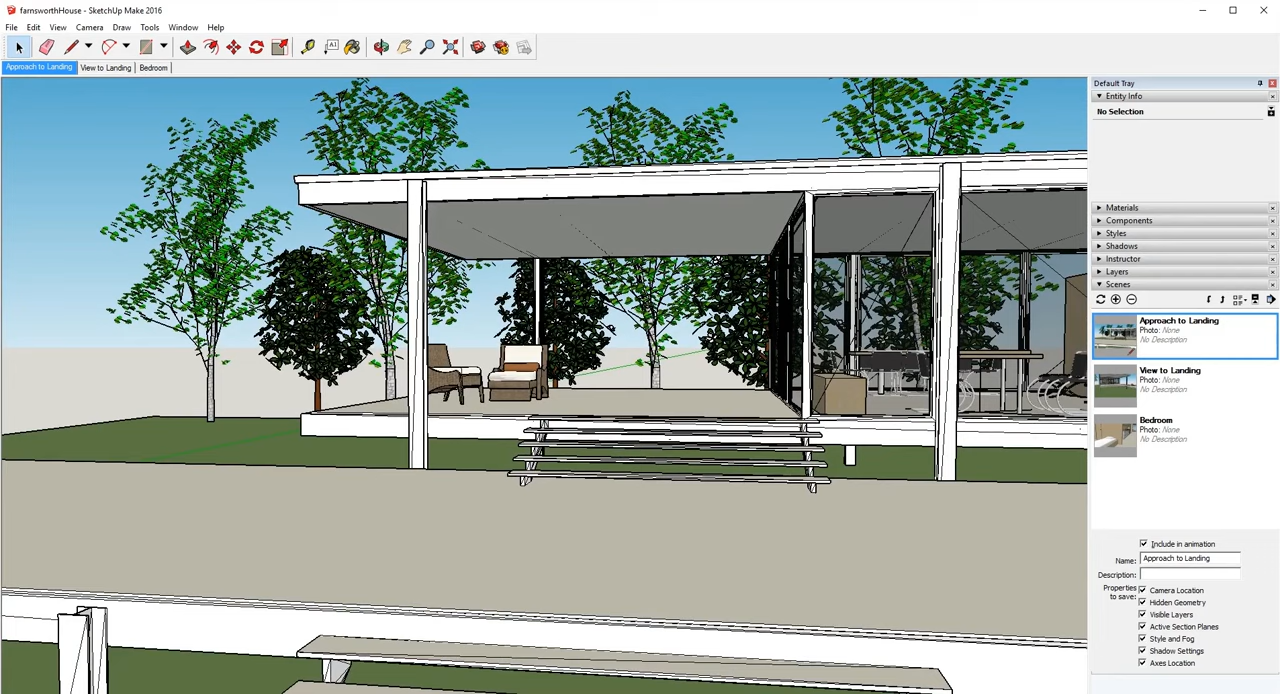 farnsworthHouse - SketchUp Make 2016
File Edit View Camera Draw Tools Window Help
A1
Approach to Landing View to Landing Bedroom
Default Tray
Entity Info
No Selection
Materials
Components
Styles
Shadows
Instructor
Layers
Scenes
Approach to Landing
Photo: None
No Description
View to Landing
Photo: None
No Description
Bedroom
Photo: None
No Description
Include in animation
Name: Approach to Landing
Description:
Properties to save:
Camera Location
Hidden Geometry
Visible Layers
Active Section Planes
Style and Fog
Shadow Settings
Axes Location